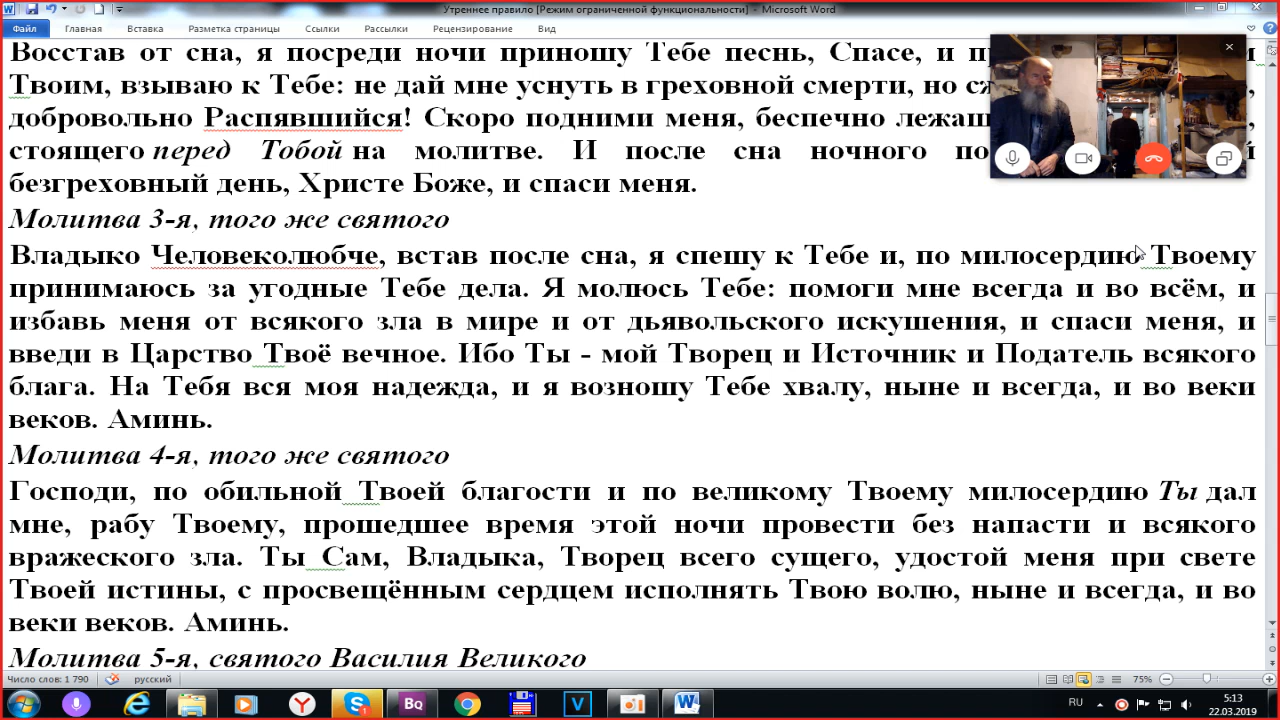 Утреннее правило [Режим ограниченной функциональности] - Microsoft Word
Файл Главная Вставка Разметка страницы Ссылки Рассылки Рецензирование Вид
Восстав от сна, я посреди ночи приношу Тебе песнь, Спасе, и
Твоим, взываю к Тебе: не дай мне уснуть в греховной смерти, но
добровольно Распявшийся! Скоро подними меня, беспечно
стоящего перед Тобой на молитве. И после сна ночного
безгреховный день, Христе Боже, и спаси меня.
Молитва 3-я, того же святого
Владыко Человеколюбче, встав после сна, я спешу к Тебе и, по милосердию Твоему
принимаюсь за угодные Тебе дела. Я молюсь Тебе: помоги мне всегда и во всём, и
избавь меня от всякого зла в мире и от дьявольского искушения, и спаси меня, и
введи в Царство Твоё вечное. Ибо Ты - мой Творец и Источник и Податель всякого
блага. На Тебя вся моя надежда, и я возношу Тебе хвалу, ныне и всегда, и во веки
веков. Аминь.
Молитва 4-я, того же святого
Господи, по обильной Твоей благости и по великому Твоему милосердию Ты дал
мне, рабу Твоему, прошедшее время этой ночи провести без напасти и всякого
вражеского зла. Ты Сам, Владыка, Творец всего сущего, удостой меня при свете
Твоей истины, с просвещённым сердцем исполнять Твою волю, ныне и всегда, и во
веки веков. Аминь.
Молитва 5-я, святого Василия Великого
Число слов: 1 790 русский 75%
RU 5:13
22.03.2019